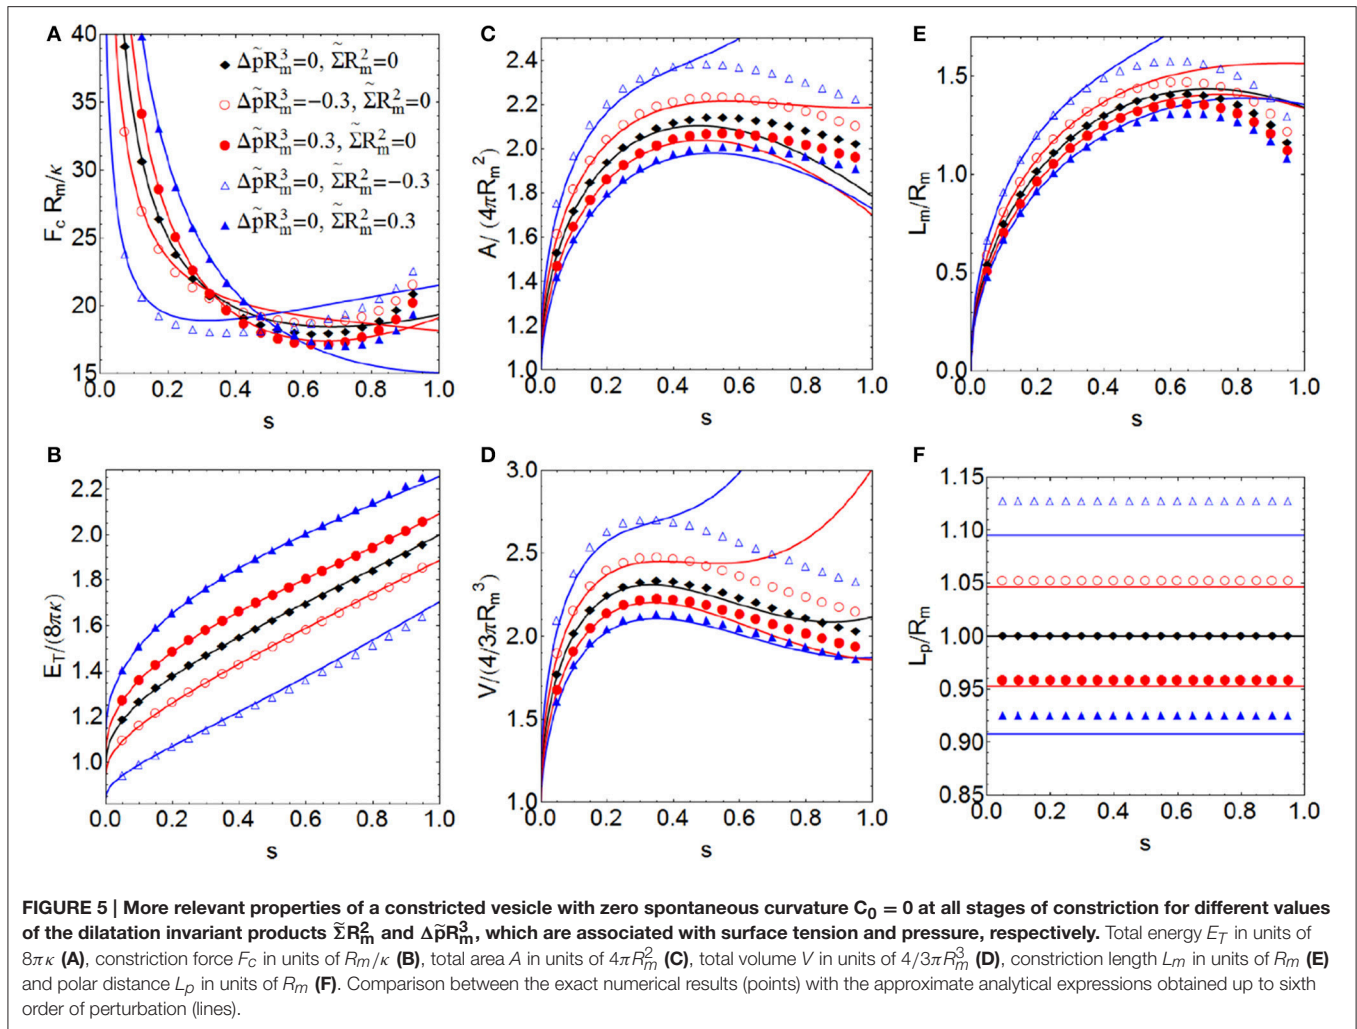 A
40
35
30
25
20
15
F_c R_m/κ
0.0 0.2 0.4 0.6 0.8 1.0
s
Δp̃R_m^3=0, Σ̃R_m^2=0
Δp̃R_m^3=−0.3, Σ̃R_m^2=0
Δp̃R_m^3=0.3, Σ̃R_m^2=0
Δp̃R_m^3=0, Σ̃R_m^2=−0.3
Δp̃R_m^3=0, Σ̃R_m^2=0.3
C
2.4
2.2
2.0
1.8
1.6
1.4
1.2
1.0
A/(4πR_m^2)
0.0 0.2 0.4 0.6 0.8 1.0
s
E
1.5
1.0
0.5
0.0
L_m/R_m
0.0 0.2 0.4 0.6 0.8 1.0
s
B
2.2
2.0
1.8
1.6
1.4
1.2
1.0
E_T/(8πκ)
0.0 0.2 0.4 0.6 0.8 1.0
s
D
3.0
2.5
2.0
1.5
1.0
V/(4/3πR_m^3)
0.0 0.2 0.4 0.6 0.8 1.0
s
F
1.15
1.10
1.05
1.00
0.95
0.90
0.85
L_p/R_m
0.0 0.2 0.4 0.6 0.8 1.0
s
FIGURE 5 | More relevant properties of a constricted vesicle with zero spontaneous curvature C_0 = 0 at all stages of constriction for different values
of the dilatation invariant products Σ̃R_m^2 and Δp̃R_m^3, which are associated with surface tension and pressure, respectively. Total energy E_T in units of
8πκ (A), constriction force F_c in units of R_m/κ (B), total area A in units of 4πR_m^2 (C), total volume V in units of 4/3πR_m^3 (D), constriction length L_m in units of R_m (E)
and polar distance L_p in units of R_m (F). Comparison between the exact numerical results (points) with the approximate analytical expressions obtained up to sixth
order of perturbation (lines).